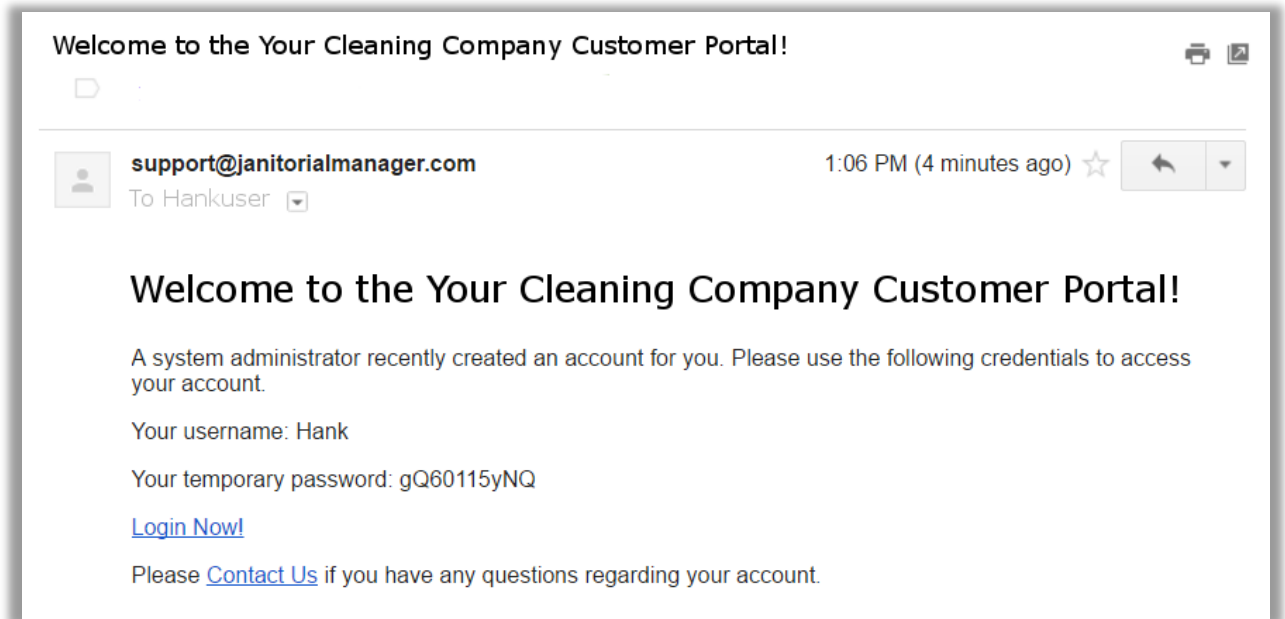 Welcome to the Your Cleaning Company Customer Portal!
support@janitorialmanager.com 1:06 PM (4 minutes ago)
To Hankuser
Welcome to the Your Cleaning Company Customer Portal!
A system administrator recently created an account for you. Please use the following credentials to access
your account.
Your username: Hank
Your temporary password: gQ60115yNQ
Login Now!
Please Contact Us if you have any questions regarding your account.